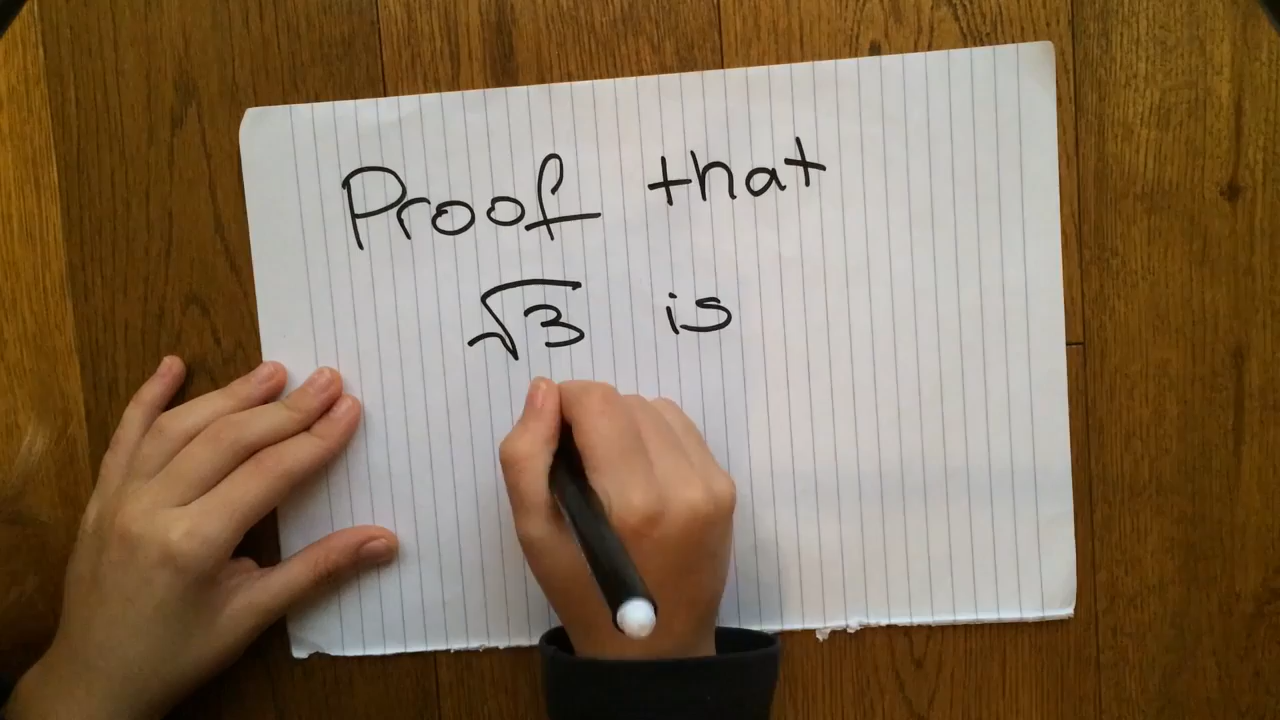 Proof that
√3 is